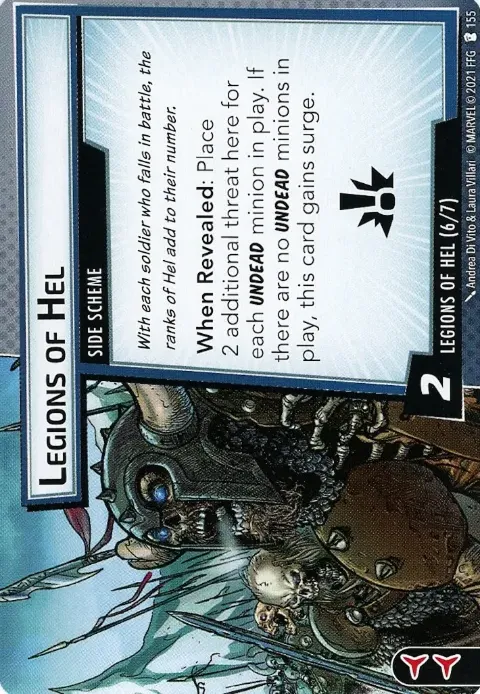 LEGIONS OF HEL
SIDE SCHEME
With each soldier who falls in battle, the
ranks of Hel add to their number.
When Revealed: Place
2 additional threat here for
each UNDEAD minion in play. If
there are no UNDEAD minions in
play, this card gains surge.
2
LEGIONS OF HEL (6/7)
Andrea Di Vito & Laura Villari © MARVEL © 2021 FFG 155